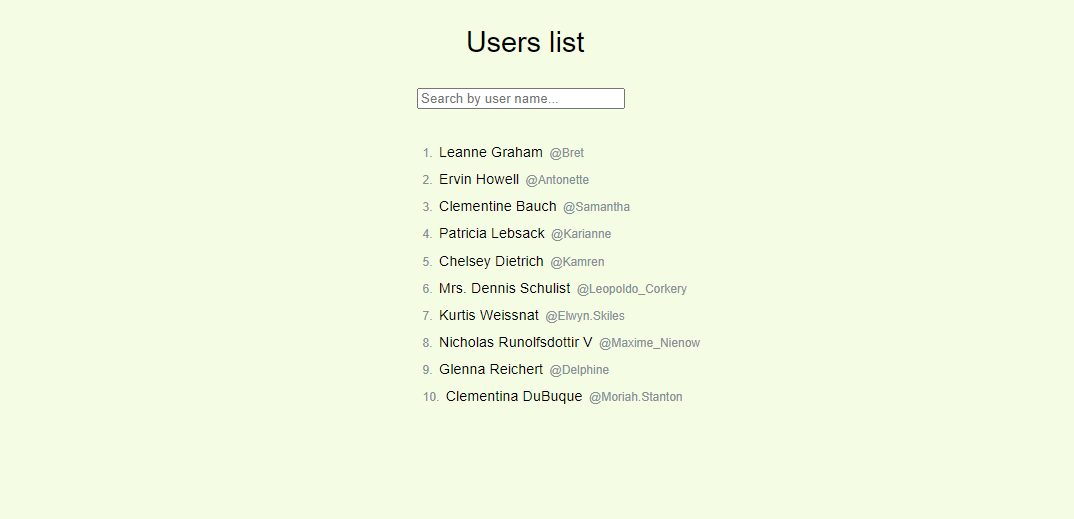 Users list
Search by user name...
1. Leanne Graham @Bret
2. Ervin Howell @Antonette
3. Clementine Bauch @Samantha
4. Patricia Lebsack @Karianne
5. Chelsey Dietrich @Kamren
6. Mrs. Dennis Schulist @Leopoldo_Corkery
7. Kurtis Weissnat @Elwyn.Skiles
8. Nicholas Runolfsdottir V @Maxime_Nienow
9. Glenna Reichert @Delphine
10. Clementina DuBuque @Moriah.Stanton